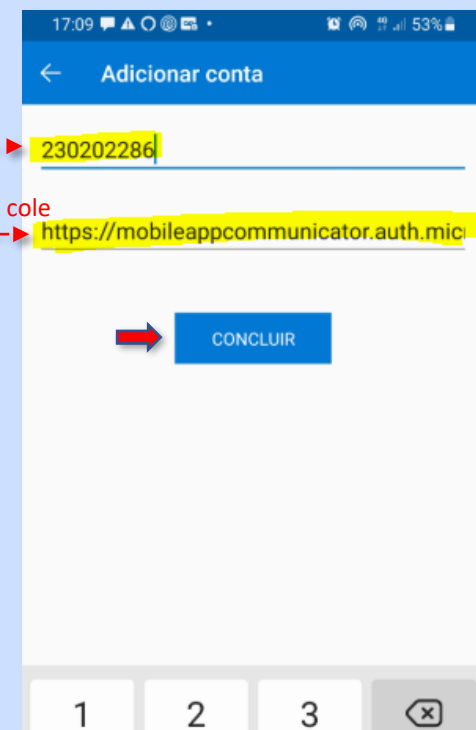 17:09 53%
Adicionar conta
230202286
cole
https://mobileappcommunicator.auth.mic
CONCLUIR
1 2 3